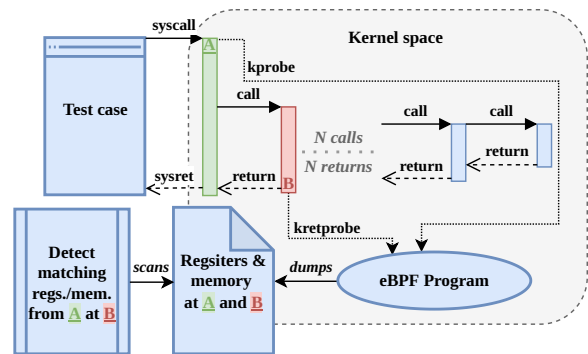 syscall
Kernel space
A
kprobe
Test case
call
call
call
N calls
N returns
return
return
sysret
return
B
kretprobe
Detect
matching
regs./mem.
from A at B
scans
Regsiters &
memory
at A and B
dumps
eBPF Program